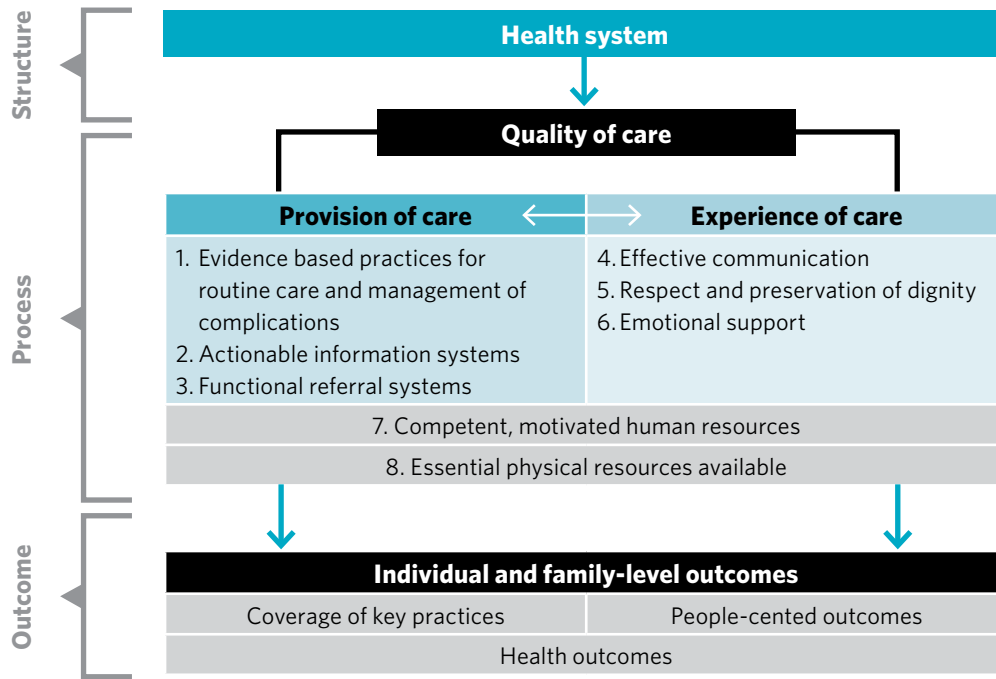 Structure
Health system
Quality of care
Process
Provision of care
Experience of care
1. Evidence based practices for
routine care and management of
complications
2. Actionable information systems
3. Functional referral systems
4. Effective communication
5. Respect and preservation of dignity
6. Emotional support
7. Competent, motivated human resources
8. Essential physical resources available
Outcome
Individual and family-level outcomes
Coverage of key practices
People-cented outcomes
Health outcomes